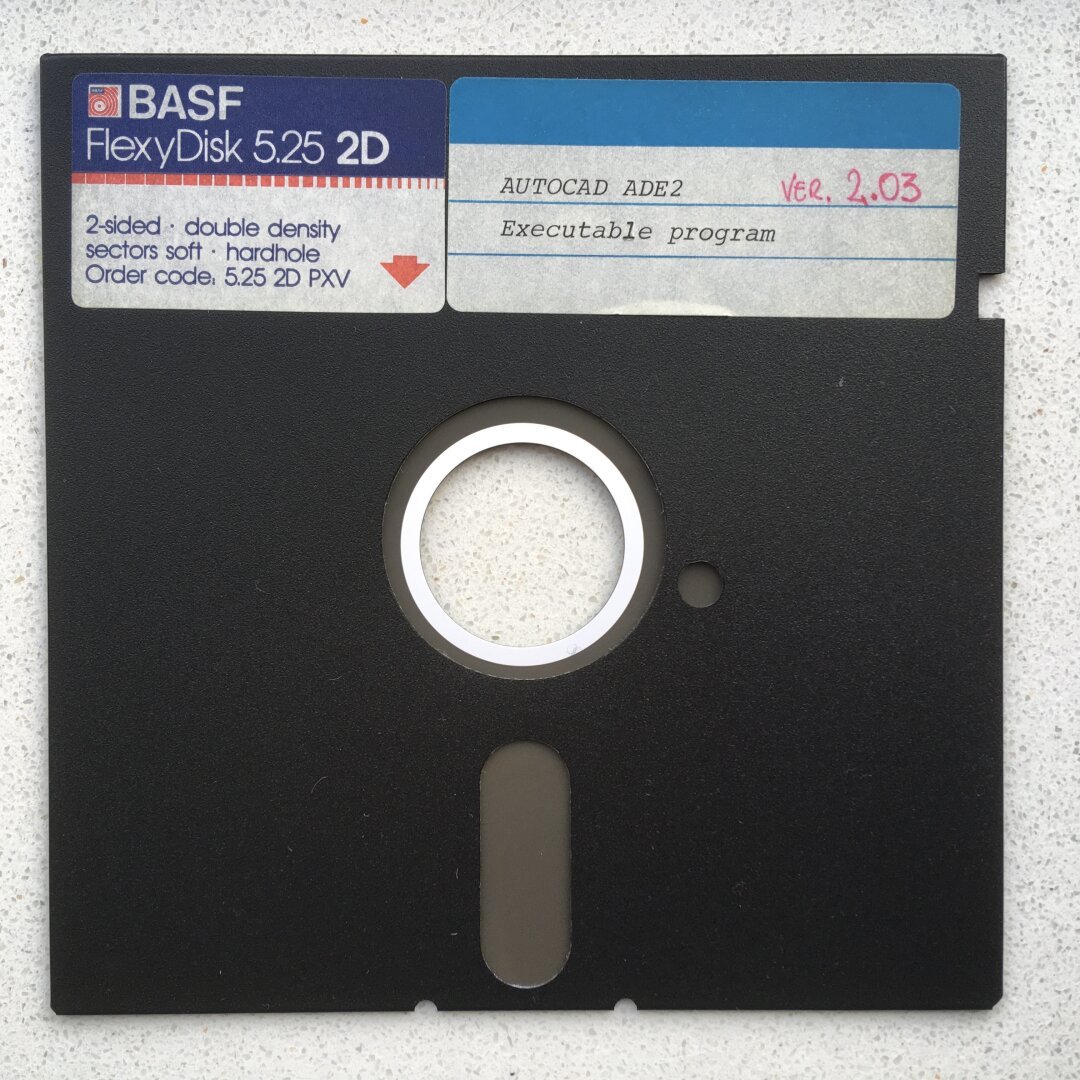 BASF
FlexyDisk 5.25 2D
2-sided · double density
sectors soft · hardhole
Order code: 5.25 2D PXV
AUTOCAD ADE2 VER. 2.03
Executable program